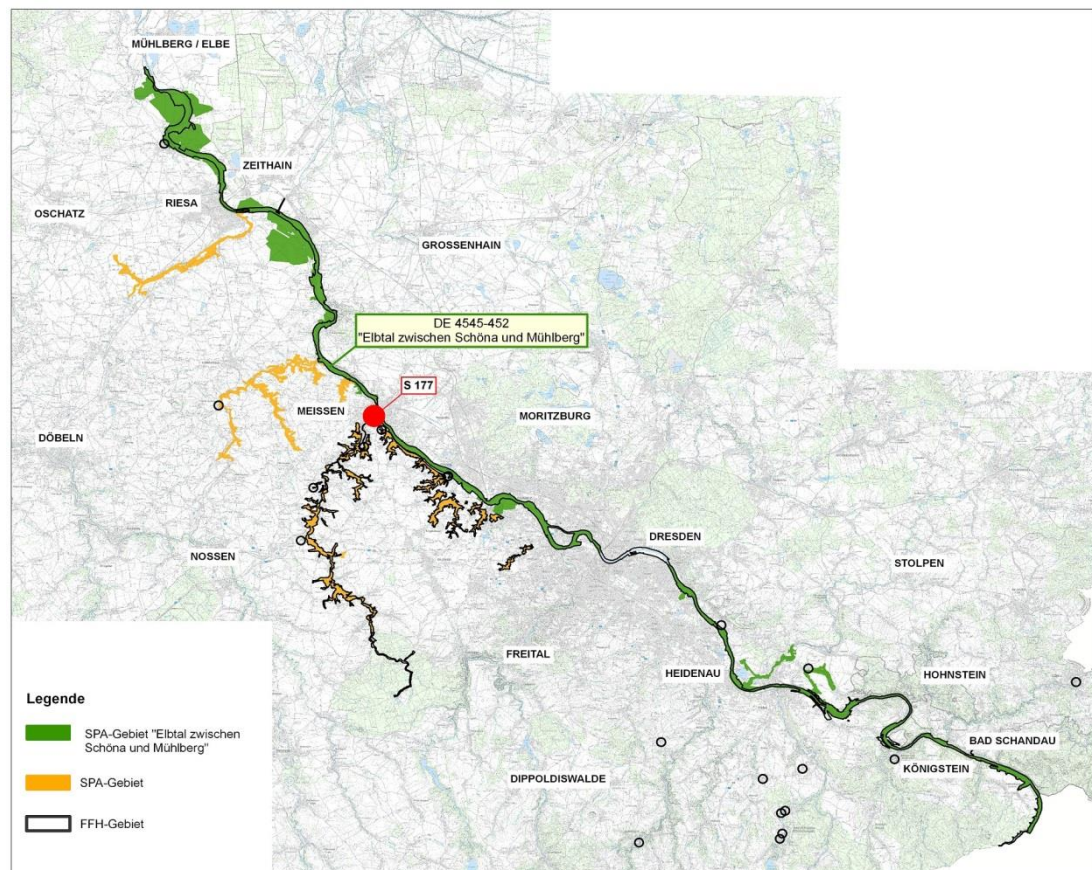 MÜHLBERG / ELBE
ZEITHAIN
RIESA
OSCHATZ
GROSSENHAIN
DE 4545-452
"Elbtal zwischen Schöna und Mühlberg"
S 177
MEISSEN
MORITZBURG
DÖBELN
DRESDEN
NOSSEN
STOLPEN
FREITAL
HEIDENAU
HOHNSTEIN
BAD SCHANDAU
KÖNIGSTEIN
DIPPOLDISWALDE
Legende
SPA-Gebiet "Elbtal zwischen
Schöna und Mühlberg"
SPA-Gebiet
FFH-Gebiet